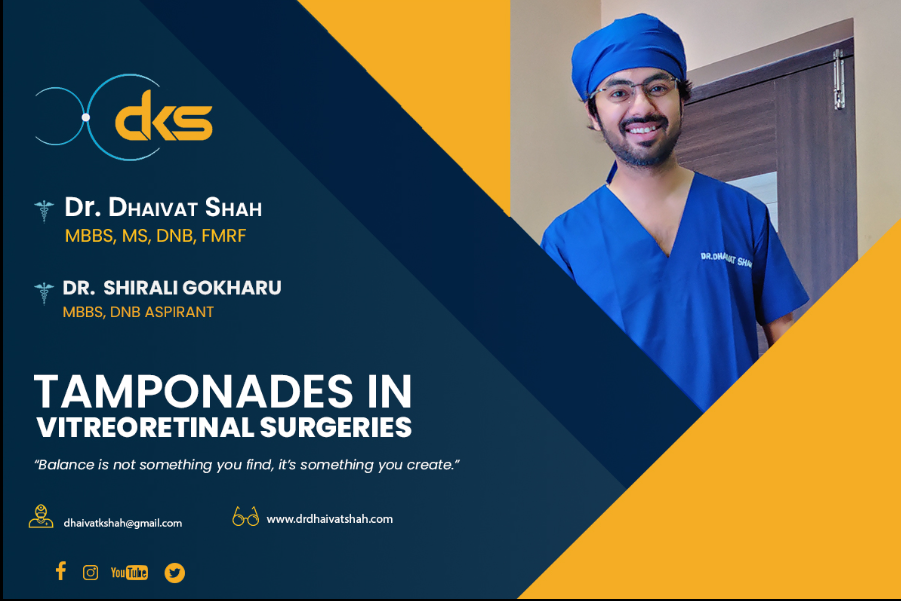 dks
DR. DHAIVAT SHAH
MBBS, MS, DNB, FMRF
DR. SHIRALI GOKHARU
MBBS, DNB ASPIRANT
TAMPONADES IN
VITREORETINAL SURGERIES
“Balance is not something you find, it’s something you create.”
dhaivatkshah@gmail.com
www.drdhaivatshah.com
YouTube
DR.DHAIVAT SHAH